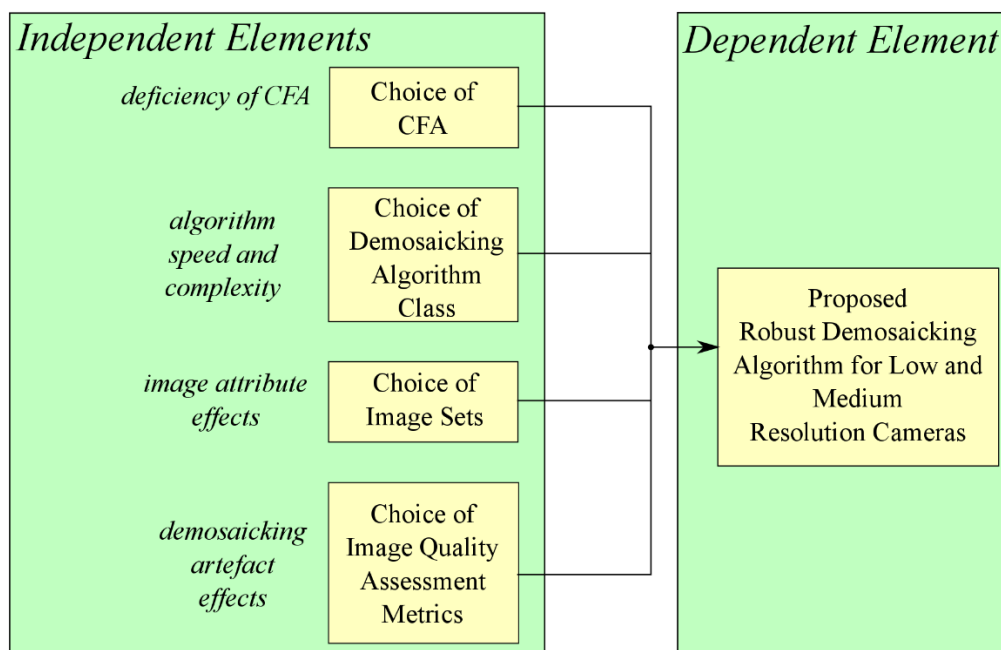 Independent Elements
deficiency of CFA
Choice of
CFA
algorithm
speed and
complexity
Choice of
Demosaicking
Algorithm
Class
image attribute
effects
Choice of
Image Sets
demosaicking
artefact
effects
Choice of
Image Quality
Assessment
Metrics
Dependent Element
Proposed
Robust Demosaicking
Algorithm for Low and
Medium
Resolution Cameras